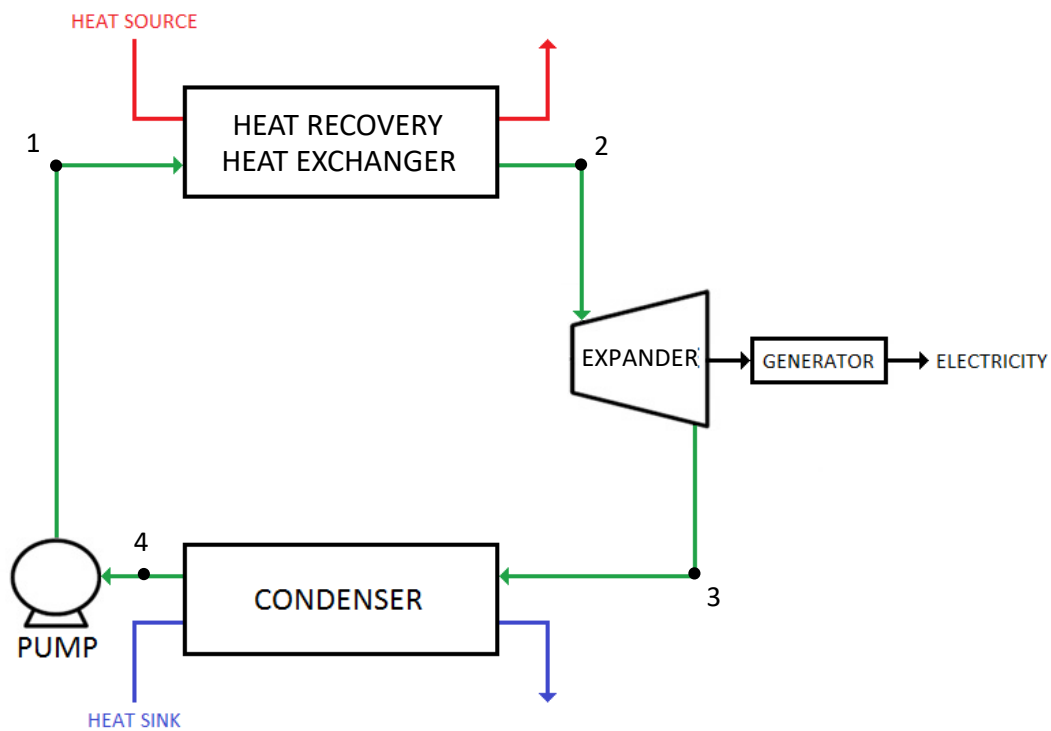 HEAT SOURCE
HEAT RECOVERY
HEAT EXCHANGER
1
2
EXPANDER
GENERATOR
ELECTRICITY
4
CONDENSER
3
PUMP
HEAT SINK